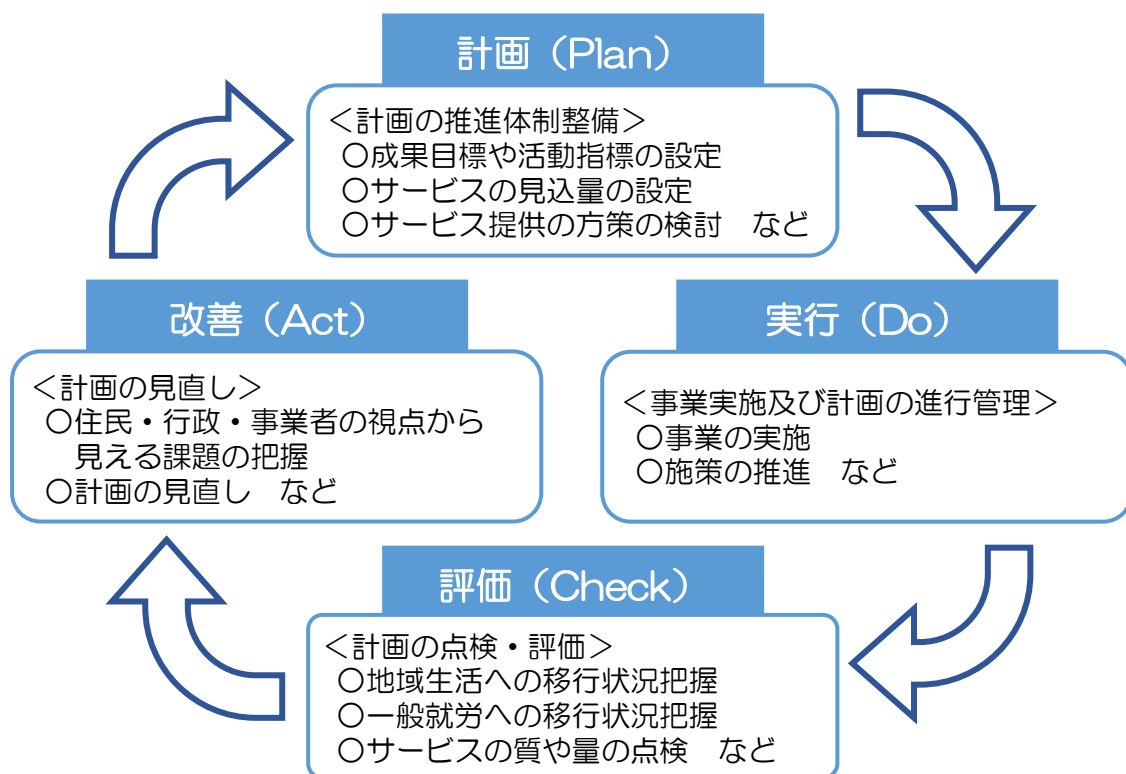 計画（Plan）
＜計画の推進体制整備＞
〇成果目標や活動指標の設定
〇サービスの見込量の設定
〇サービス提供の方策の検討　など
改善（Act）
＜計画の見直し＞
〇住民・行政・事業者の視点から
見える課題の把握
〇計画の見直し　など
実行（Do）
＜事業実施及び計画の進行管理＞
〇事業の実施
〇施策の推進　など
評価（Check）
＜計画の点検・評価＞
〇地域生活への移行状況把握
〇一般就労への移行状況把握
〇サービスの質や量の点検　など